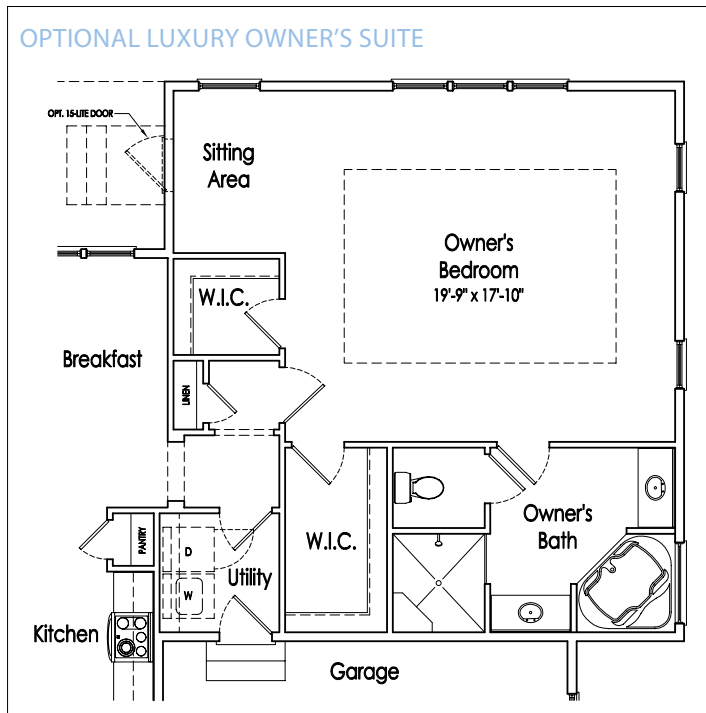 OPTIONAL LUXURY OWNER'S SUITE
OPT. 15-LITE DOOR
Sitting
Area
Owner's
Bedroom
19'-9" x 17'-10"
W.I.C.
Breakfast
LINEN
W.I.C.
Owner's
Bath
PANTRY
D
W
Utility
Kitchen
Garage